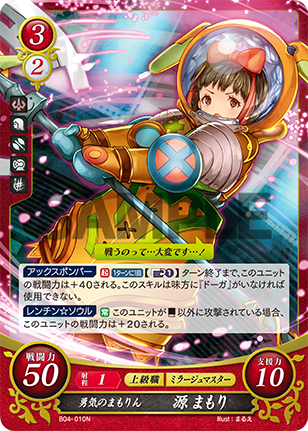 3
2
SAMPLE
戦うのって…大変です…！
アックスボンバー 起 1ターンに1回 1 ターン終了まで、このユニット
の戦闘力は+40される。このスキルは味方に『ドーガ』がいなければ
使用できない。
レンチン☆ソウル 常 このユニットが■以外に攻撃されている場合、
このユニットの戦闘力は+20される。
戦闘力
50
射程 1 上級職 ミラージュマスター
支援力
10
勇気のまもりん 源 まもり
B04-010N
Illust：まるえ